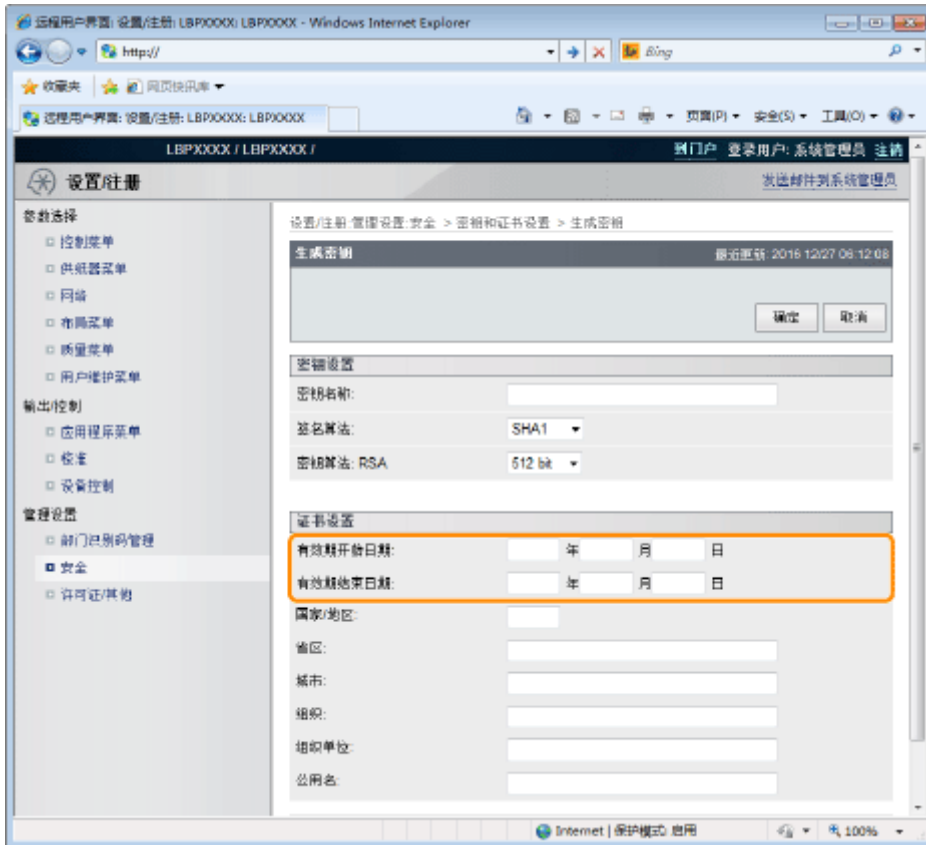 远程用户界面: 设置/注册: LBPXXXX: LBPXXXX - Windows Internet Explorer
http://
Bing
收藏夹 网页快讯库
远程用户界面: 设置/注册: LBPXXXX: LBPXXXX
页面(P) 安全(S) 工具(O)
LBPXXXX / LBPXXXX /
到门户 登录用户: 系统管理员 注销
设置/注册
发送邮件到系统管理员
参数选择
控制菜单
供纸器菜单
网络
布局菜单
质量菜单
用户维护菜单
输出/控制
应用程序菜单
校准
设备控制
管理设置
部门识别码管理
安全
许可证/其他
设置/注册:管理设置:安全 > 密钥和证书设置 > 生成密钥
生成密钥
最近更新: 2016 12/27 06:12:08
确定 取消
密钥设置
密钥名称:
签名算法: SHA1
密钥算法: RSA 512 bit
证书设置
有效期开始日期: 年 月 日
有效期结束日期: 年 月 日
国家/地区:
省区:
城市:
组织:
组织单位:
公用名:
Internet | 保护模式: 启用
100%